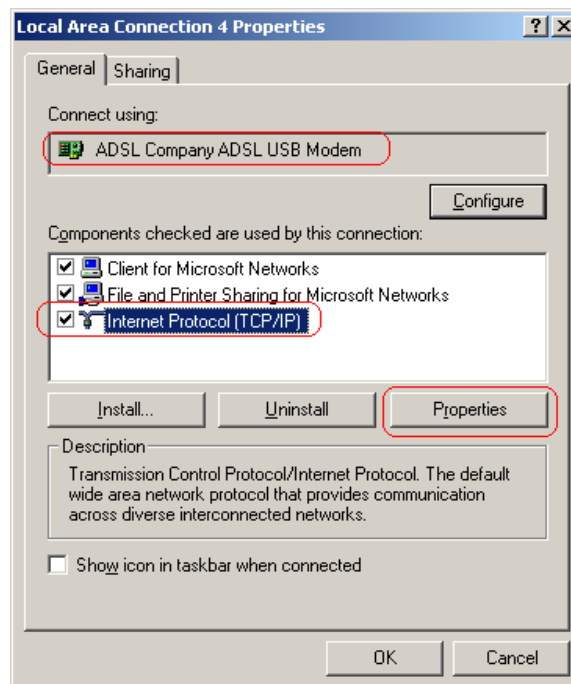 Local Area Connection 4 Properties
? X
General
Sharing
Connect using:
ADSL Company ADSL USB Modem
Configure
Components checked are used by this connection:
Client for Microsoft Networks
File and Printer Sharing for Microsoft Networks
Internet Protocol (TCP/IP)
Install...
Uninstall
Properties
Description
Transmission Control Protocol/Internet Protocol. The default
wide area network protocol that provides communication
across diverse interconnected networks.
Show icon in taskbar when connected
OK
Cancel